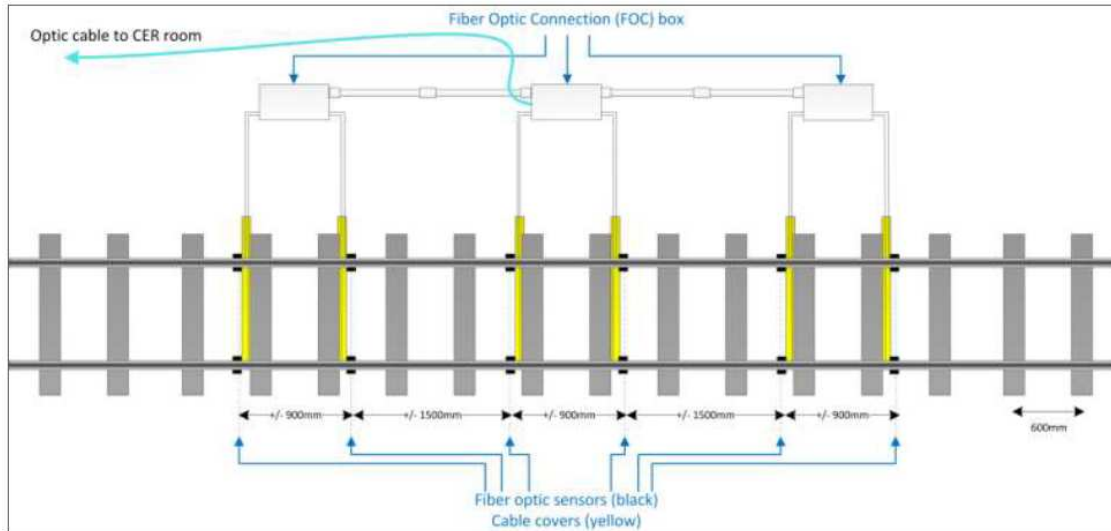 Fiber Optic Connection (FOC) box
Optic cable to CER room
+/- 900mm
+/- 1500mm
+/- 900mm
+/- 1500mm
+/- 900mm
600mm
Fiber optic sensors (black)
Cable covers (yellow)